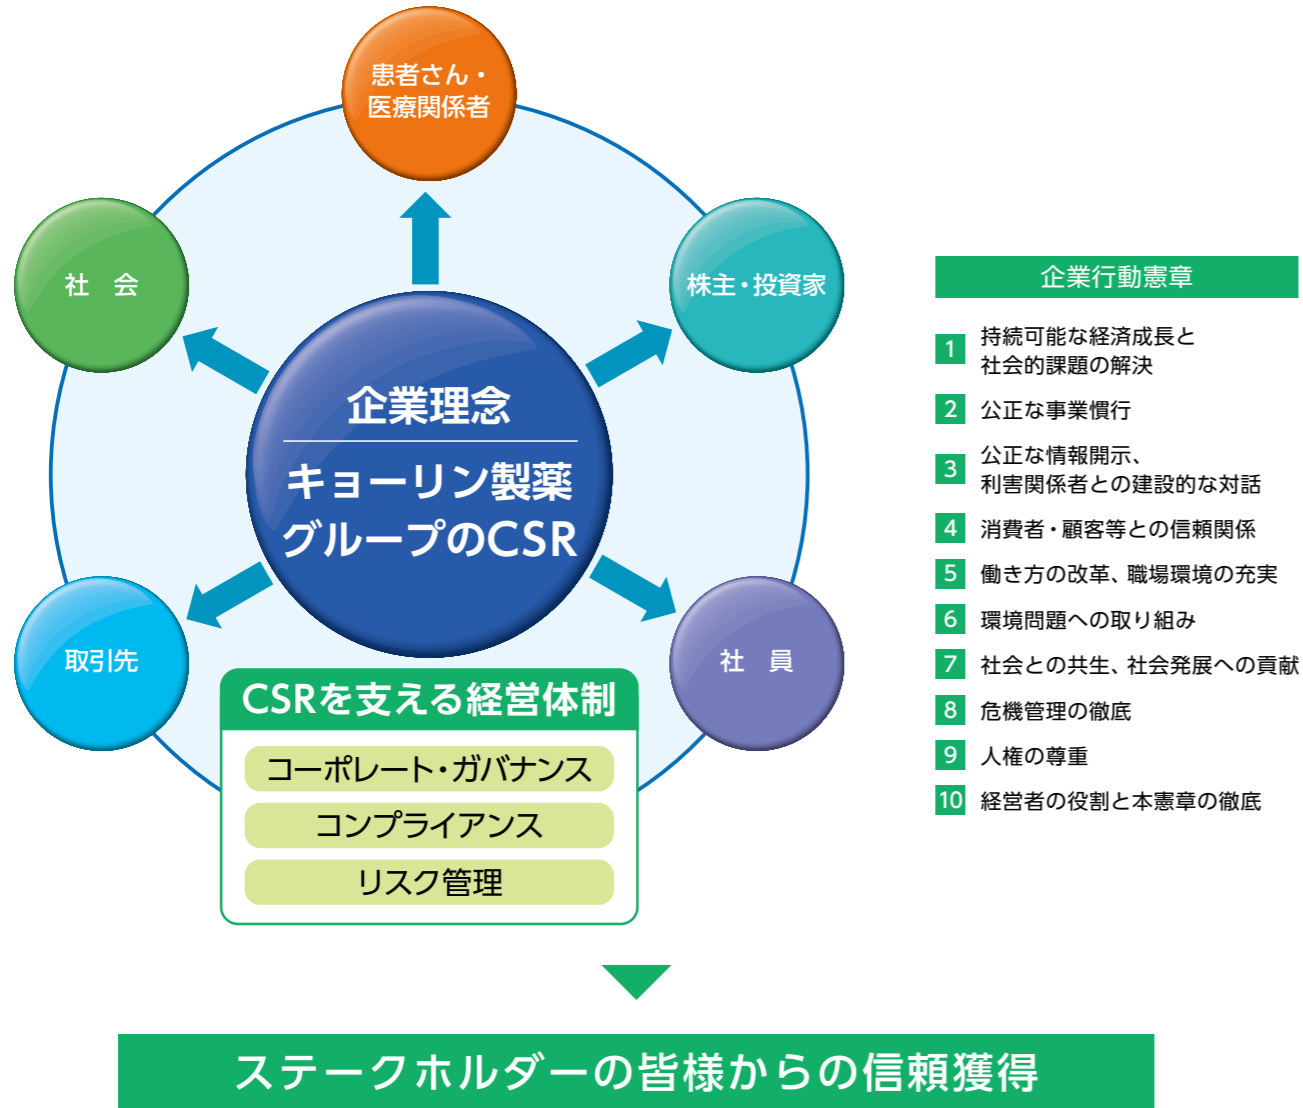 患者さん・
医療関係者
社　会
株主・投資家
企業理念
キョーリン製薬
グループのCSR
取引先
社　員
CSRを支える経営体制
コーポレート・ガバナンス
コンプライアンス
リスク管理
企業行動憲章
1 持続可能な経済成長と
社会的課題の解決
2 公正な事業慣行
3 公正な情報開示、
利害関係者との建設的な対話
4 消費者・顧客等との信頼関係
5 働き方の改革、職場環境の充実
6 環境問題への取り組み
7 社会との共生、社会発展への貢献
8 危機管理の徹底
9 人権の尊重
10 経営者の役割と本憲章の徹底
ステークホルダーの皆様からの信頼獲得